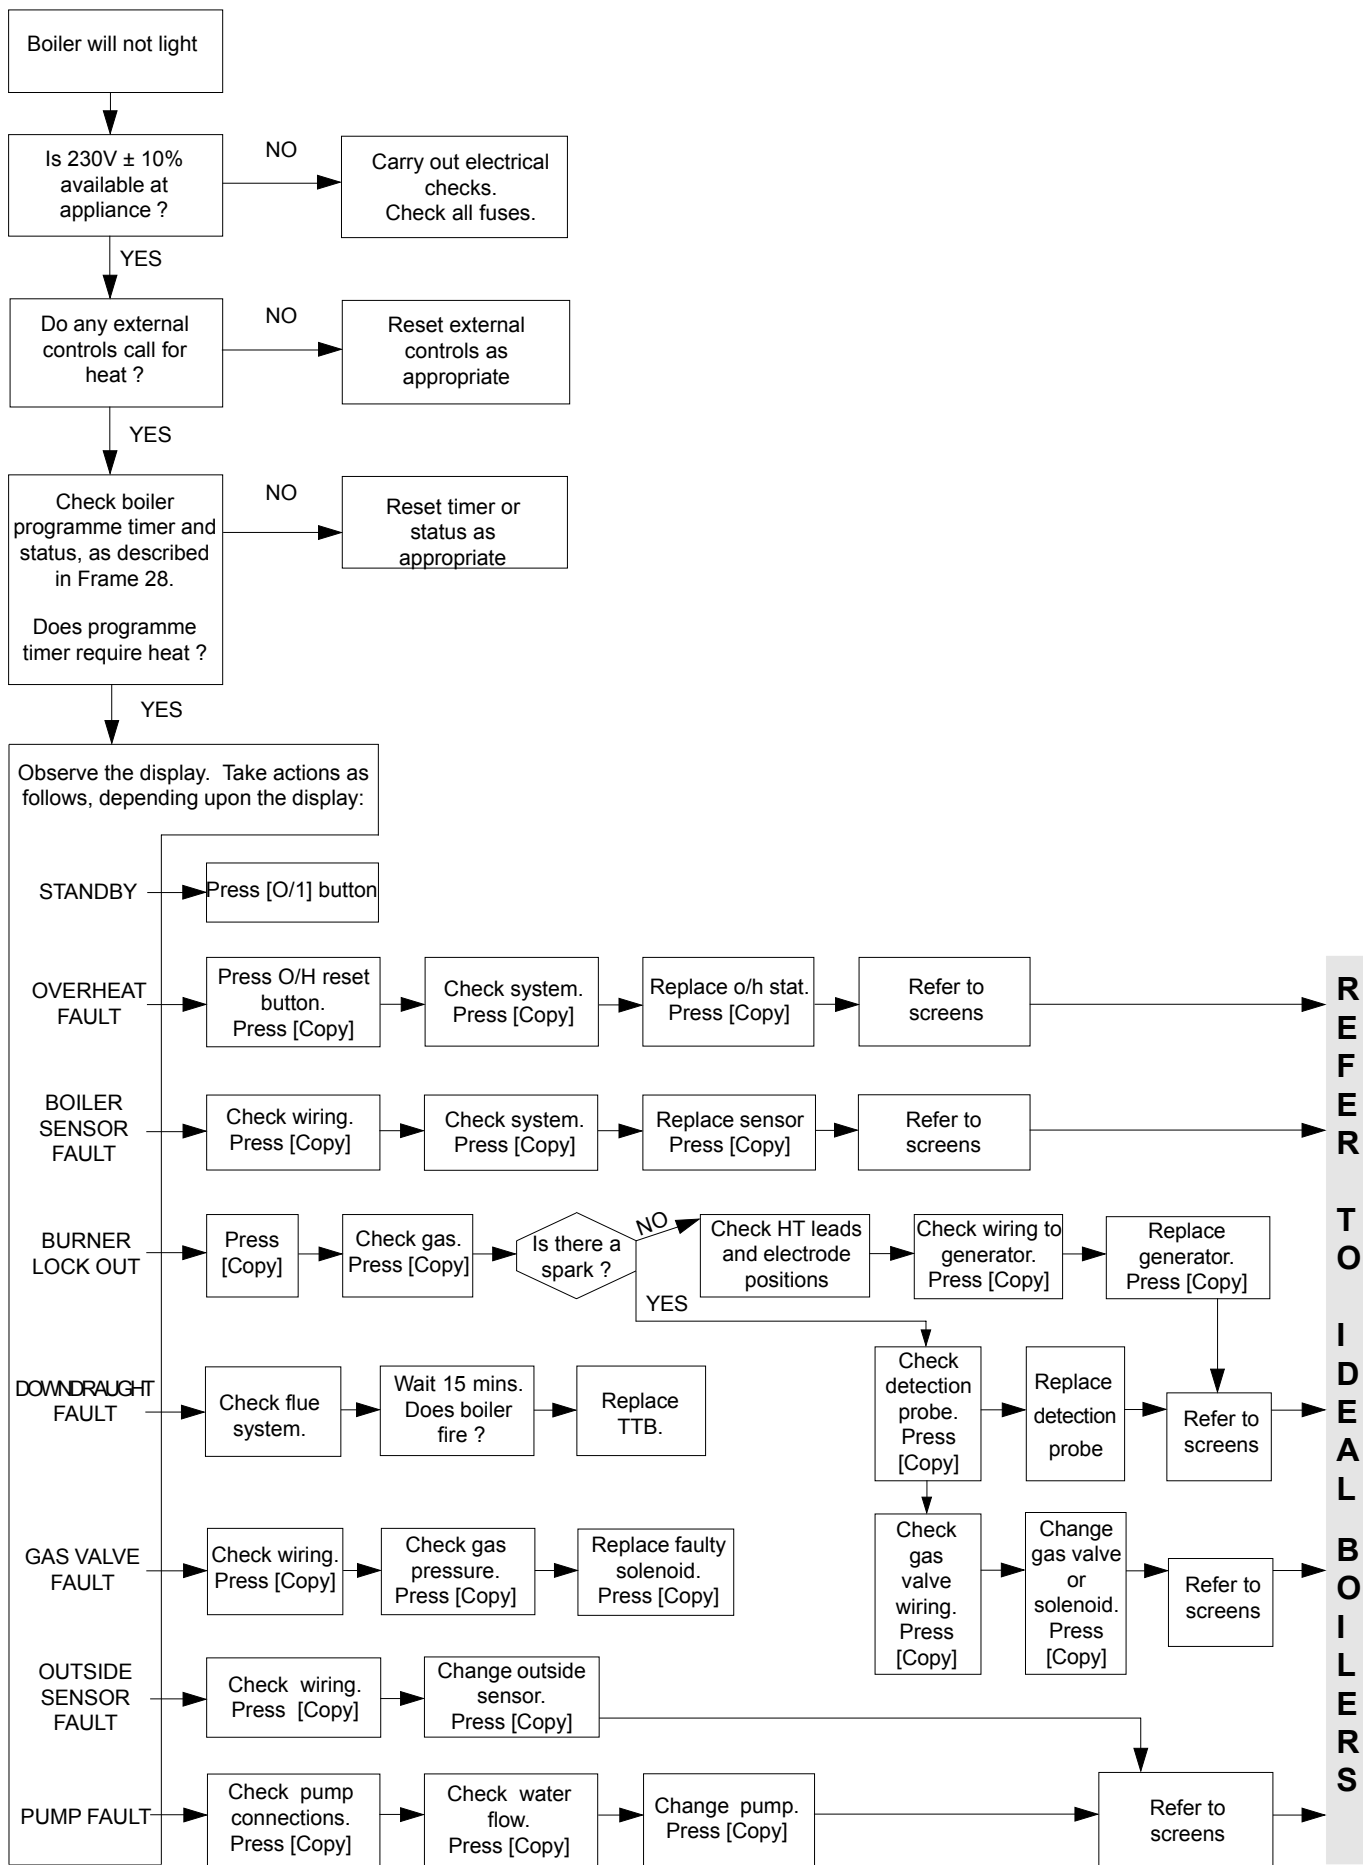 Boiler will not light
Is 230V ± 10%
available at
appliance ?
NO
Carry out electrical
checks.
Check all fuses.
YES
Do any external
controls call for
heat ?
NO
Reset external
controls as
appropriate
YES
Check boiler
programme timer and
status, as described
in Frame 28.
Does programme
timer require heat ?
NO
Reset timer or
status as
appropriate
YES
Observe the display. Take actions as
follows, depending upon the display:
STANDBY
Press [O/1] button
OVERHEAT
FAULT
Press O/H reset
button.
Press [Copy]
Check system.
Press [Copy]
Replace o/h stat.
Press [Copy]
Refer to
screens
BOILER
SENSOR
FAULT
Check wiring.
Press [Copy]
Check system.
Press [Copy]
Replace sensor
Press [Copy]
Refer to
screens
BURNER
LOCK OUT
Press
[Copy]
Check gas.
Press [Copy]
Is there a
spark ?
NO
Check HT leads
and electrode
positions
Check wiring to
generator.
Press [Copy]
Replace
generator.
Press [Copy]
YES
Check
detection
probe.
Press
[Copy]
Replace
detection
probe
Refer to
screens
DOWNDRAUGHT
FAULT
Check flue
system.
Wait 15 mins.
Does boiler
fire ?
Replace
TTB.
Check
gas
valve
wiring.
Press
[Copy]
Change
gas valve
or
solenoid.
Press
[Copy]
Refer to
screens
GAS VALVE
FAULT
Check wiring.
Press [Copy]
Check gas
pressure.
Press [Copy]
Replace faulty
solenoid.
Press [Copy]
OUTSIDE
SENSOR
FAULT
Check wiring.
Press [Copy]
Change outside
sensor.
Press [Copy]
PUMP FAULT
Check pump
connections.
Press [Copy]
Check water
flow.
Press [Copy]
Change pump.
Press [Copy]
Refer to
screens
REFER TO IDEAL BOILERS